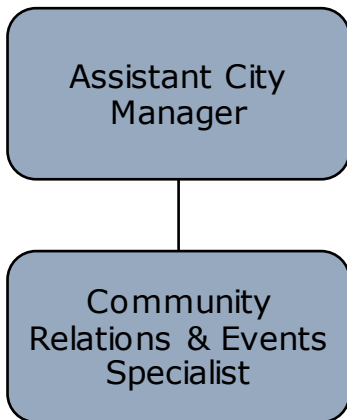 Assistant City
Manager
Community
Relations & Events
Specialist